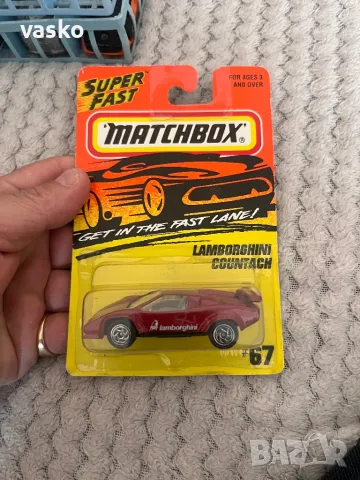 vasko
SUPER
FAST
FOR AGES 3
AND OVER
MATCHBOX®
GET IN THE FAST LANE!
LAMBORGHINI
COUNTACH
lamborghini
#67
BAZAR